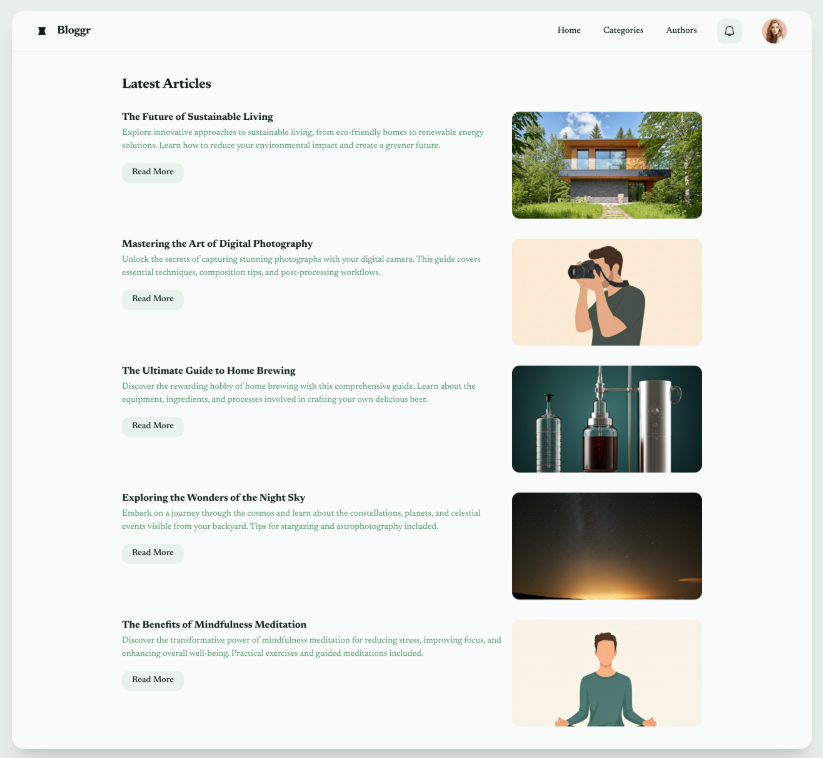 Bloggr
Home
Categories
Authors
Latest Articles
The Future of Sustainable Living
Explore innovative approaches to sustainable living, from eco-friendly homes to renewable energy
solutions. Learn how to reduce your environmental impact and create a greener future.
Read More
Mastering the Art of Digital Photography
Unlock the secrets of capturing stunning photographs with your digital camera. This guide covers
essential techniques, composition tips, and post-processing workflows.
Read More
The Ultimate Guide to Home Brewing
Discover the rewarding hobby of home brewing with this comprehensive guide. Learn about the
equipment, ingredients, and processes involved in crafting your own delicious beer.
Read More
Exploring the Wonders of the Night Sky
Embark on a journey through the cosmos and learn about the constellations, planets, and celestial
events visible from your backyard. Tips for stargazing and astrophotography included.
Read More
The Benefits of Mindfulness Meditation
Discover the transformative power of mindfulness meditation for reducing stress, improving focus, and
enhancing overall well-being. Practical exercises and guided meditations included.
Read More